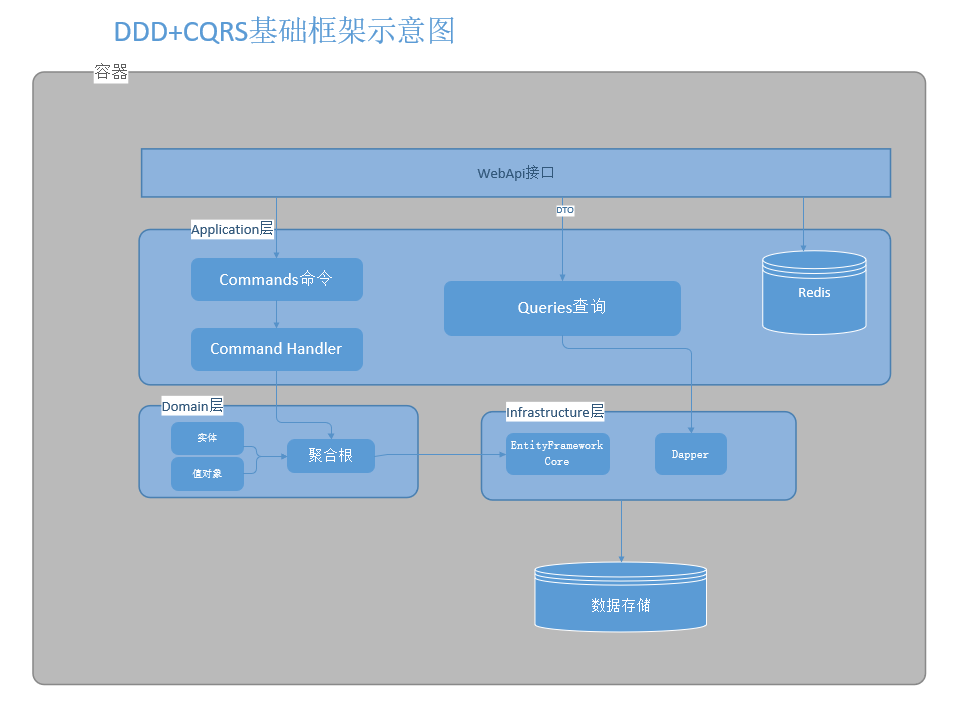 DDD+CQRS基础框架示意图
容器
WebApi接口
DTO
Application层
Commands命令
Queries查询
Redis
Command Handler
Domain层
Infrastructure层
实体
值对象
聚合根
EntityFramework
Core
Dapper
数据存储